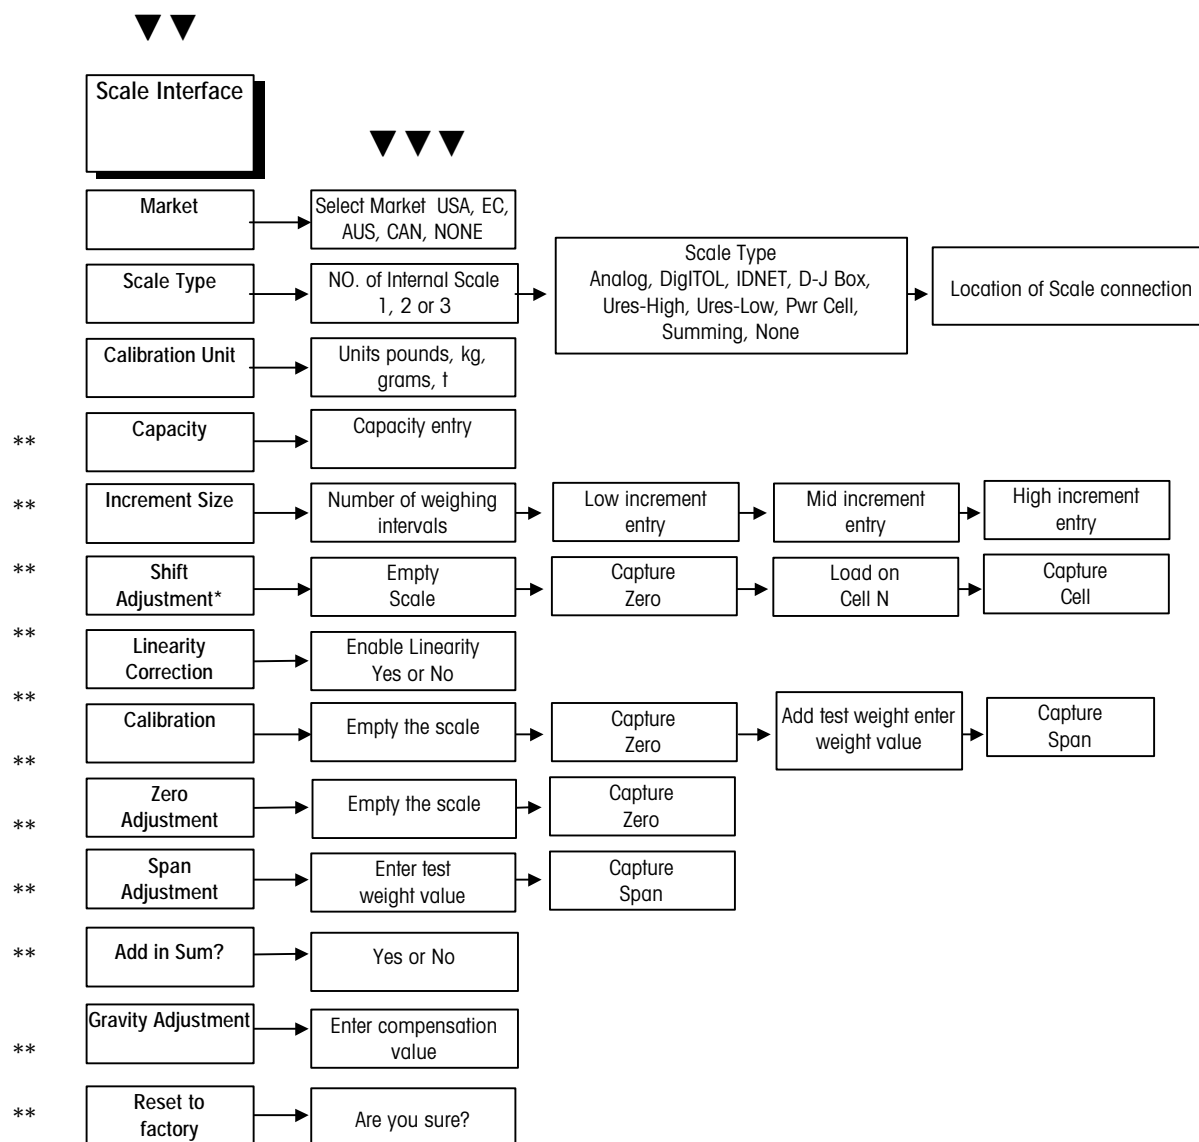 Scale Interface
Market
Select Market USA, EC,
AUS, CAN, NONE
Scale Type
NO. of Internal Scale
1, 2 or 3
Scale Type
Analog, DigITOL, IDNET, D-J Box,
Ures-High, Ures-Low, Pwr Cell,
Summing, None
Location of Scale connection
Calibration Unit
Units pounds, kg,
grams, t
**
Capacity
Capacity entry
**
Increment Size
Number of weighing
intervals
Low increment
entry
Mid increment
entry
High increment
entry
**
Shift
Adjustment*
Empty
Scale
Capture
Zero
Load on
Cell N
Capture
Cell
**
Linearity
Correction
Enable Linearity
Yes or No
**
Calibration
Empty the scale
Capture
Zero
Add test weight enter
weight value
Capture
Span
**
Zero
Adjustment
Empty the scale
Capture
Zero
**
Span
Adjustment
Enter test
weight value
Capture
Span
**
**
Add in Sum?
Yes or No
Gravity Adjustment
Enter compensation
value
**
Reset to
factory
Are you sure?
**